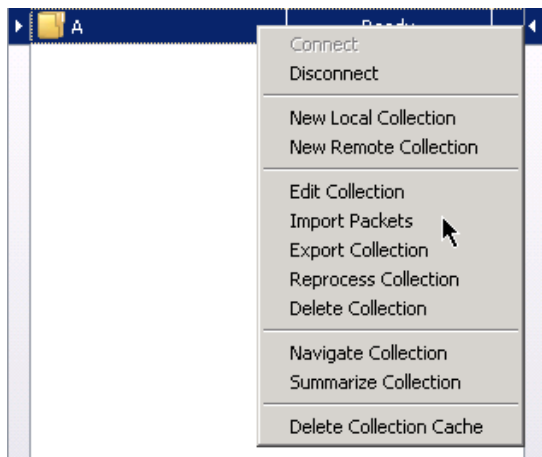 A Ready
Connect
Disconnect
New Local Collection
New Remote Collection
Edit Collection
Import Packets
Export Collection
Reprocess Collection
Delete Collection
Navigate Collection
Summarize Collection
Delete Collection Cache